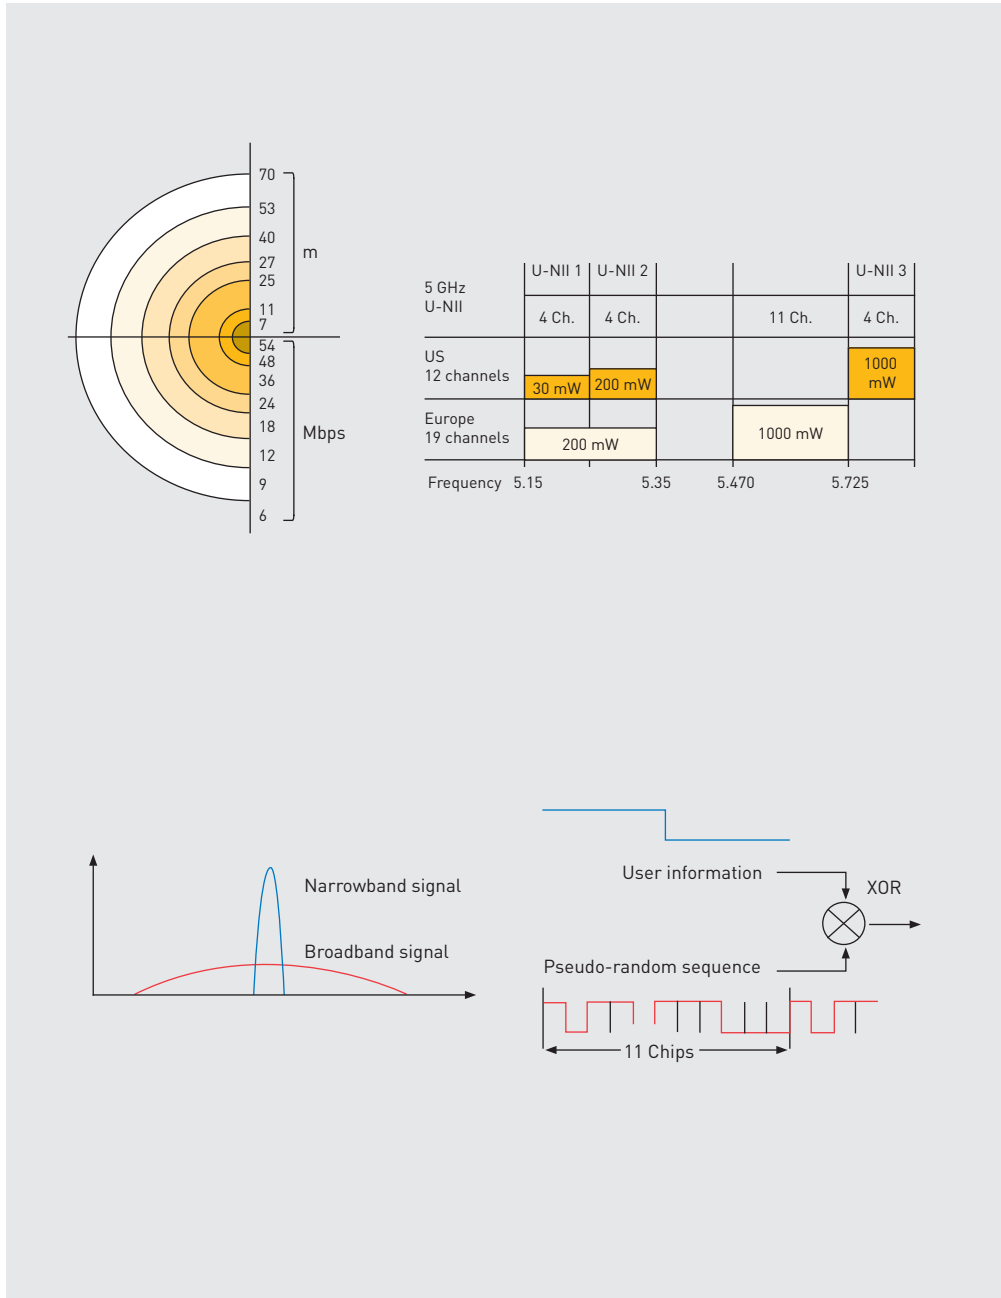 70
53
40
27
25
11
7
m
54
48
36
24
18
12
9
6
Mbps
5 GHz
U-NII
U-NII 1 U-NII 2 U-NII 3
4 Ch. 4 Ch. 11 Ch. 4 Ch.
US
12 channels
30 mW 200 mW
1000
mW
Europe
19 channels
200 mW 1000 mW
Frequency 5.15 5.35 5.470 5.725
Narrowband signal
Broadband signal
User information
XOR
Pseudo-random sequence
11 Chips